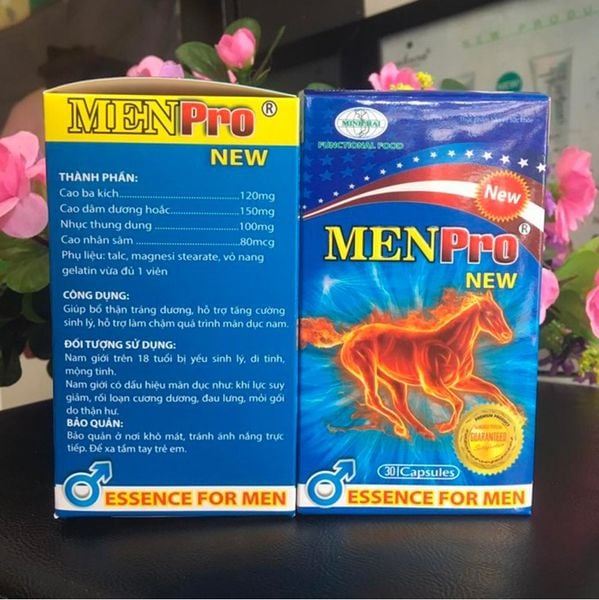 MENPro®
NEW
THÀNH PHẦN:
Cao ba kích..............................120mg
Cao dâm dương hoắc.................150mg
Nhục thung dung .....................100mg
Cao nhân sâm ..........................80mcg
Phụ liệu: talc, magnesi stearate, vỏ nang
gelatin vừa đủ 1 viên
CÔNG DỤNG:
Giúp bổ thận tráng dương, hỗ trợ tăng cường
sinh lý, hỗ trợ làm chậm quá trình mãn dục nam.
ĐỐI TƯỢNG SỬ DỤNG:
Nam giới trên 18 tuổi bị yếu sinh lý, di tinh,
mộng tinh.
Nam giới có dấu hiệu mãn dục như: khí lực suy
giảm, rối loạn cương dương, đau lưng, mỏi gối
do thận hư.
BẢO QUẢN:
Bảo quản ở nơi khô mát, tránh ánh nắng trực
tiếp. Để xa tầm tay trẻ em.
ESSENCE FOR MEN
MINH HẢI
FUNCTIONAL FOOD
New
MENPro®
NEW
PREMIUM PRODUCT
GUARANTEED
30 Capsules
ESSENCE FOR MEN
NEW PRODU